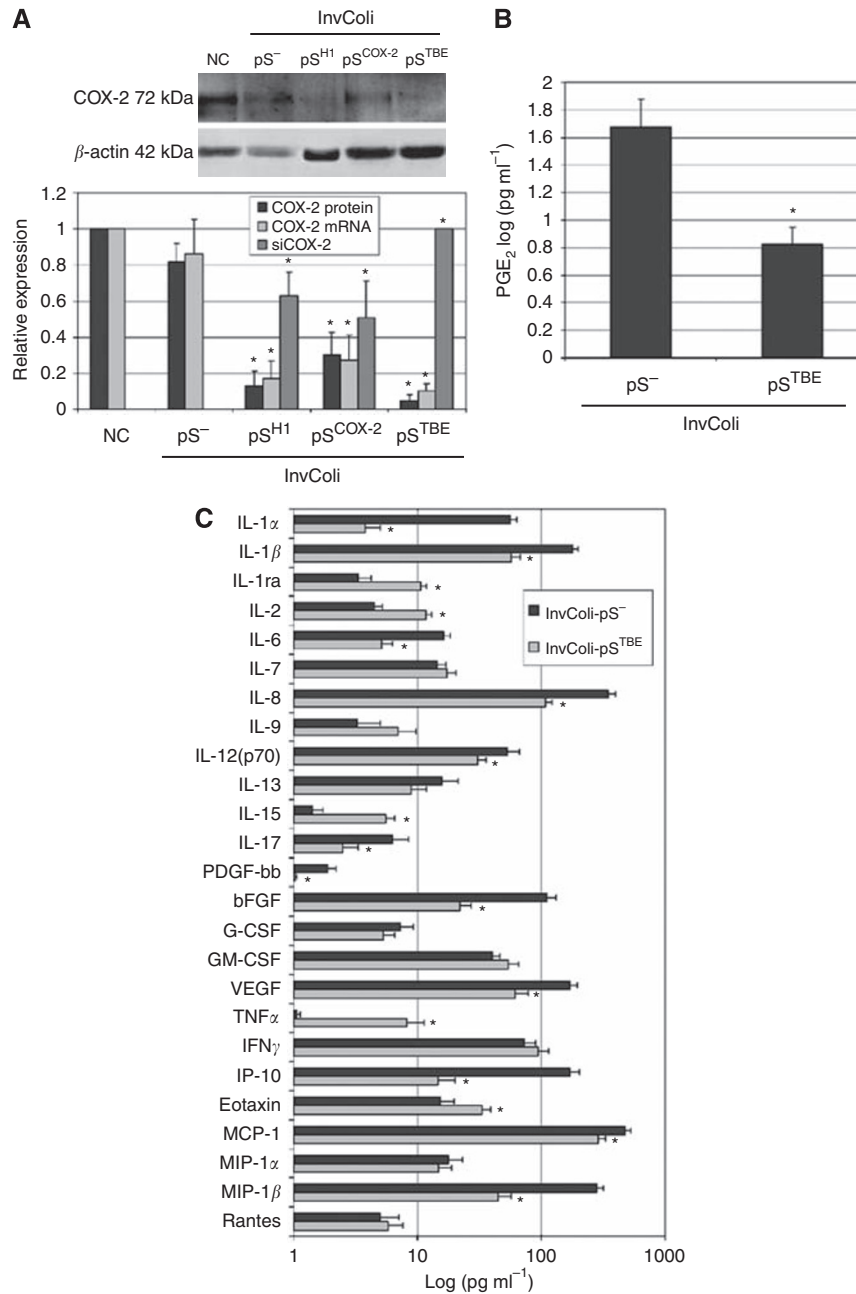 A
InvColi
NC pS⁻ pS^H1 pS^COX-2 pS^TBE
COX-2 72 kDa
β-actin 42 kDa
1.2
1
0.8
0.6
0.4
0.2
0
Relative expression
COX-2 protein
COX-2 mRNA
siCOX-2
* * * * * * * * *
NC pS⁻ pS^H1 pS^COX-2 pS^TBE
InvColi
B
2
1.8
1.6
1.4
1.2
1
0.8
0.6
0.4
0.2
0
PGE₂ log (pg ml⁻¹)
*
pS⁻ pS^TBE
InvColi
C
IL-1α *
IL-1β *
IL-1ra *
IL-2 *
IL-6 *
IL-7
IL-8 *
IL-9
IL-12(p70) *
IL-13
IL-15 *
IL-17 *
PDGF-bb *
bFGF *
G-CSF
GM-CSF
VEGF *
TNFα *
IFNγ
IP-10 *
Eotaxin *
MCP-1 *
MIP-1α
MIP-1β *
Rantes
InvColi-pS⁻
InvColi-pS^TBE
1 10 100 1000
Log (pg ml⁻¹)